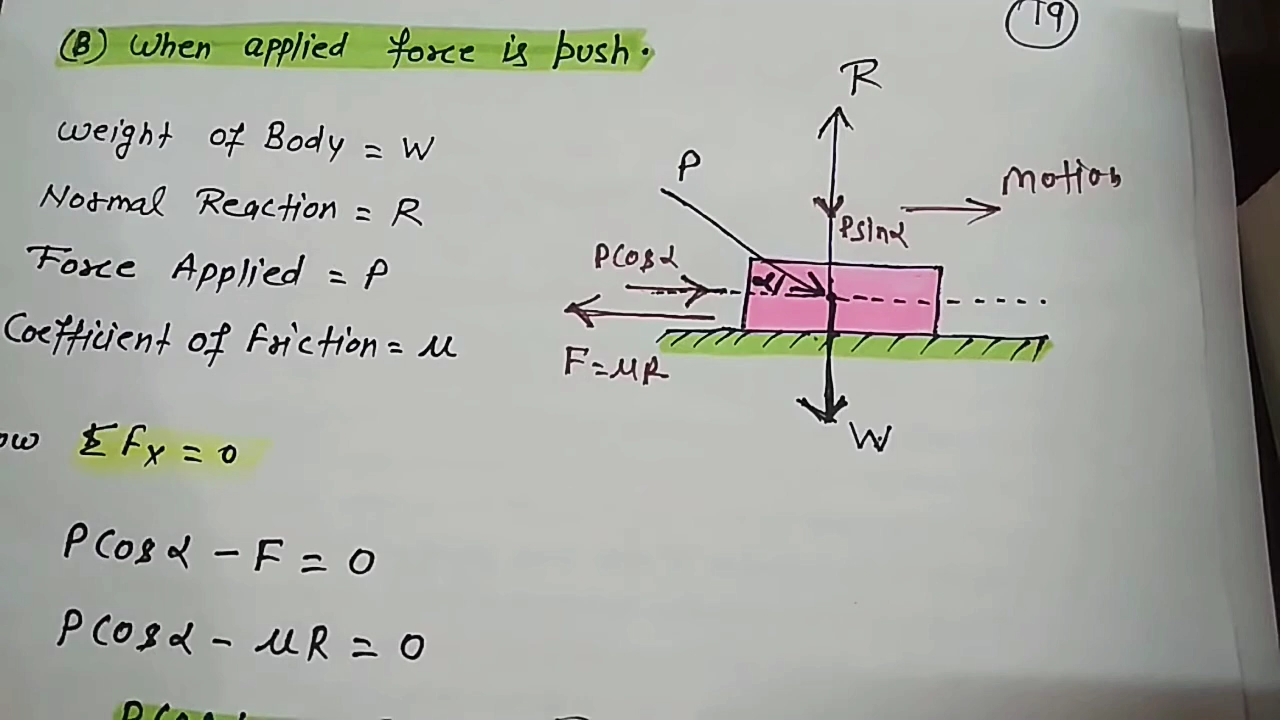 19
(B) When applied force is push.
Weight of Body = W
Normal Reaction = R
Force Applied = P
Coefficient of Friction = μ
R
P
Motion
Psinα
Pcosα
α
F=μR
W
ow ΣFx = 0
Pcosα - F = 0
Pcosα - μR = 0